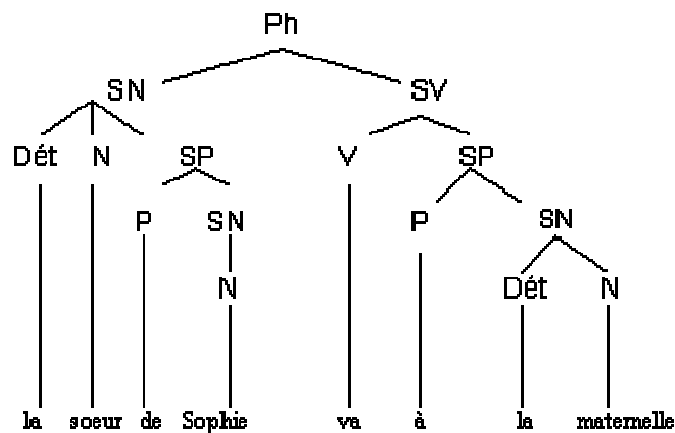 Ph
SN SV
Dét N SP V SP
P SN P SN
N Dét N
la soeur de Sophie va à la maternelle